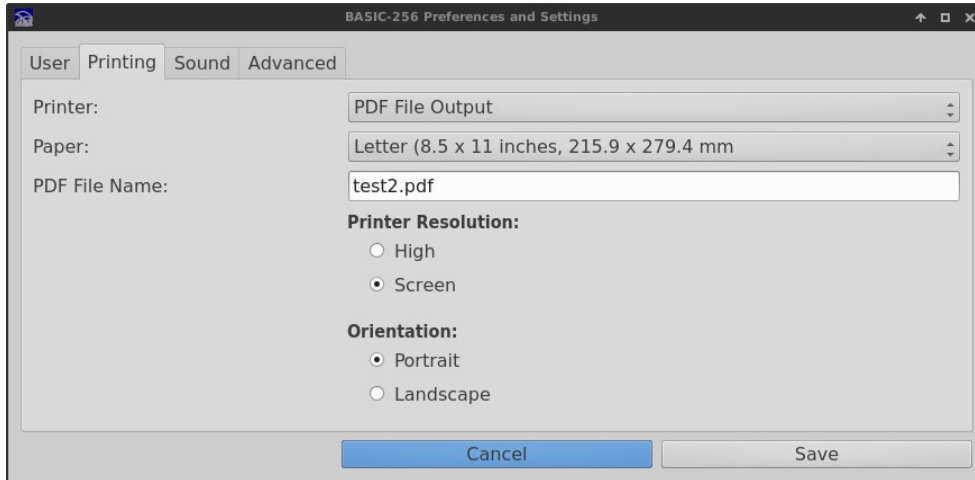 BASIC-256 Preferences and Settings
User Printing Sound Advanced
Printer: PDF File Output
Paper: Letter (8.5 x 11 inches, 215.9 x 279.4 mm
PDF File Name: test2.pdf
Printer Resolution:
High
Screen
Orientation:
Portrait
Landscape
Cancel Save